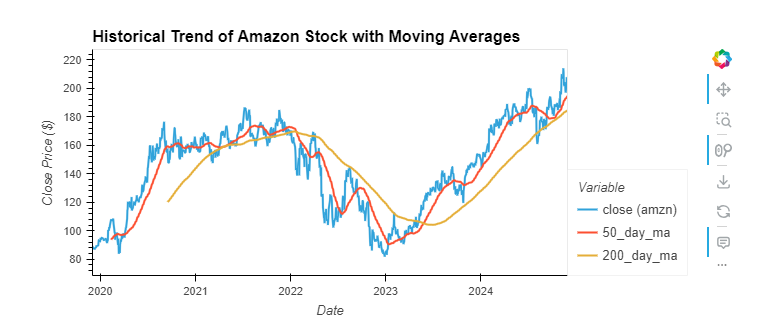 Historical Trend of Amazon Stock with Moving Averages
220
200
180
160
140
120
100
80
Close Price ($)
2020
2021
2022
2023
2024
Date
Variable
close (amzn)
50_day_ma
200_day_ma